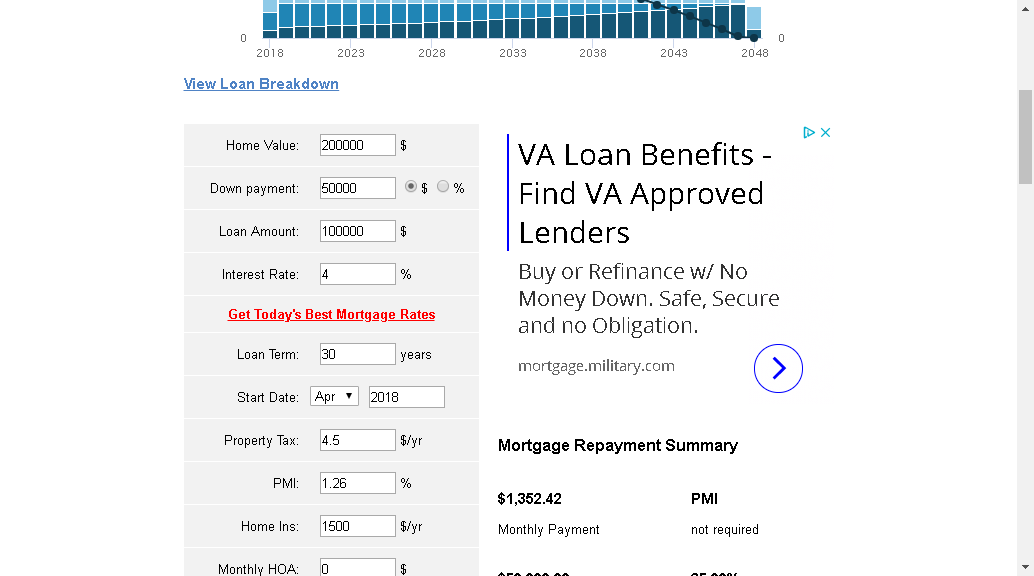 0
0
2018 2023 2028 2033 2038 2043 2048
View Loan Breakdown
Home Value: 200000 $
Down payment: 50000 $ %
Loan Amount: 100000 $
Interest Rate: 4 %
Get Today's Best Mortgage Rates
Loan Term: 30 years
Start Date: Apr 2018
Property Tax: 4.5 $/yr
PMI: 1.26 %
Home Ins: 1500 $/yr
Monthly HOA: 0 $
VA Loan Benefits -
Find VA Approved
Lenders
Buy or Refinance w/ No
Money Down. Safe, Secure
and no Obligation.
mortgage.military.com
Mortgage Repayment Summary
$1,352.42 PMI
Monthly Payment not required